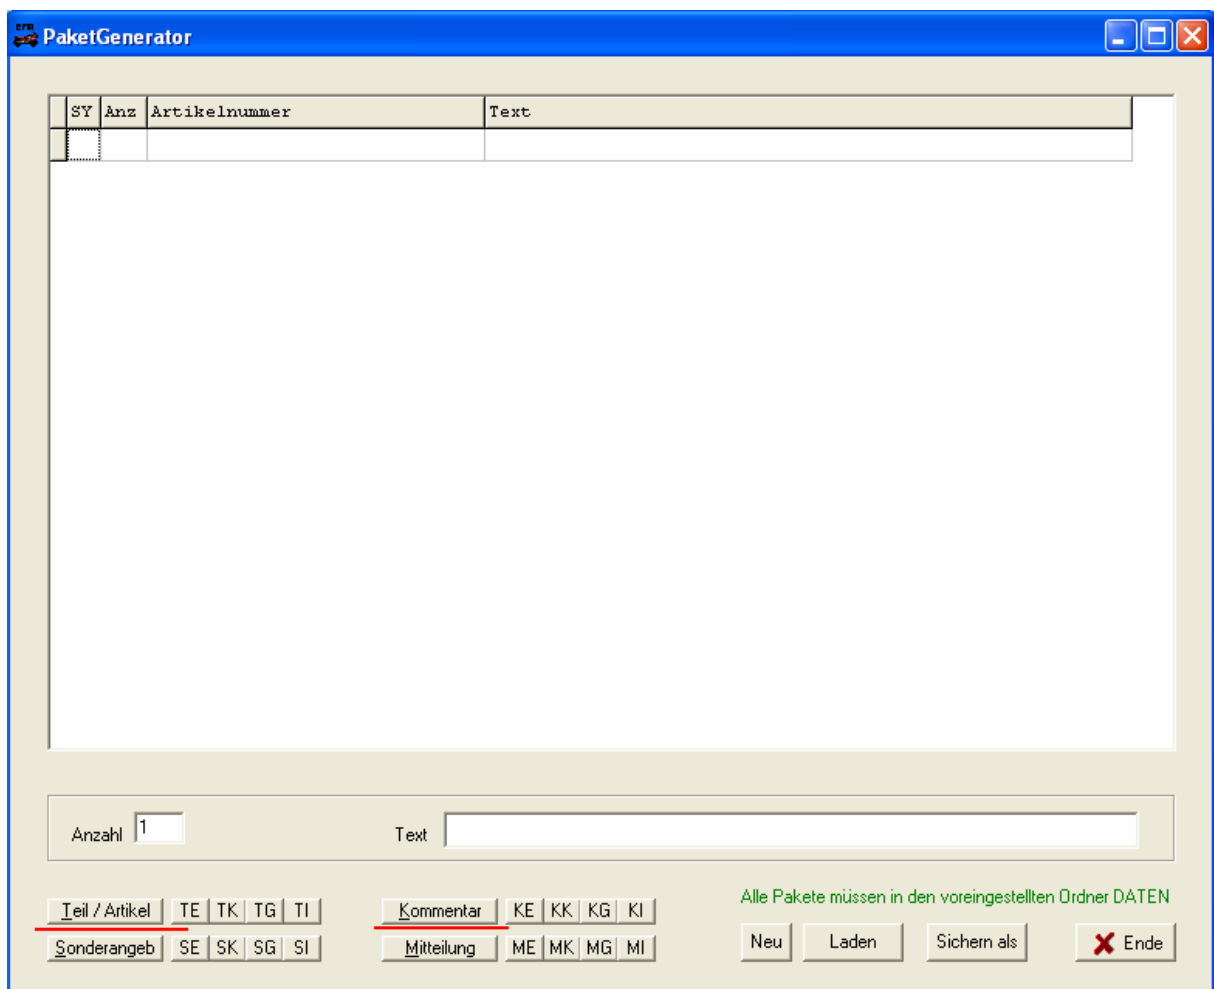 PaketGenerator
SY Anz Artikelnummer Text
Anzahl 1 Text
Alle Pakete müssen in den voreingestellten Ordner DATEN
Teil / Artikel TE TK TG TI Kommentar KE KK KG KI
Sonderangeb SE SK SG SI Mitteilung ME MK MG MI Neu Laden Sichern als Ende